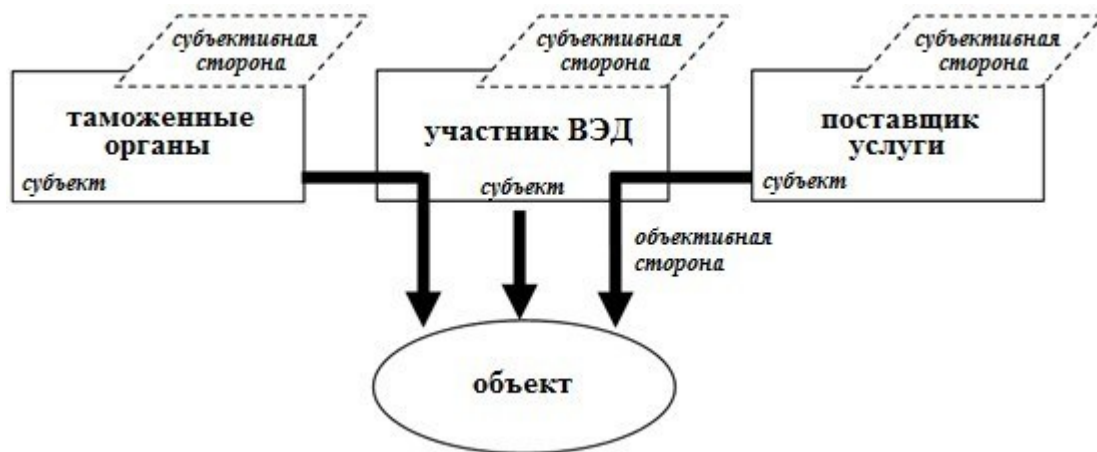 субъективная
сторона
таможенные
органы
субъект
субъективная
сторона
участник ВЭД
субъект
субъективная
сторона
поставщик
услуги
субъект
объективная
сторона
объект